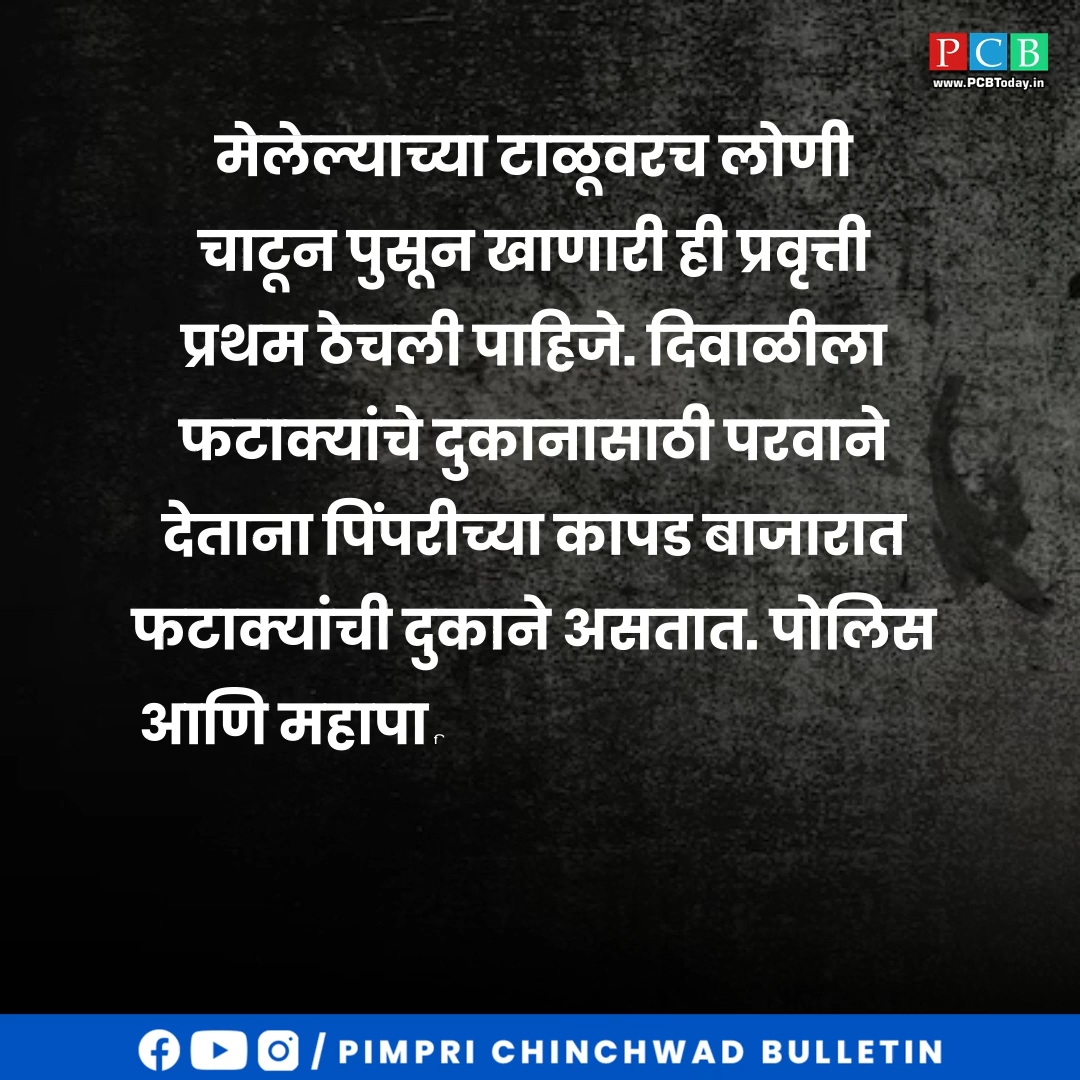 PCB
www.PCBToday.in
मेलेल्याच्या टाळूवरच लोणी
चाटून पुसून खाणारी ही प्रवृत्ती
प्रथम ठेचली पाहिजे. दिवाळीला
फटाक्यांचे दुकानासाठी परवाने
देताना पिंपरीच्या कापड बाजारात
फटाक्यांची दुकाने असतात. पोलिस
आणि महापा
/ PIMPRI CHINCHWAD BULLETIN